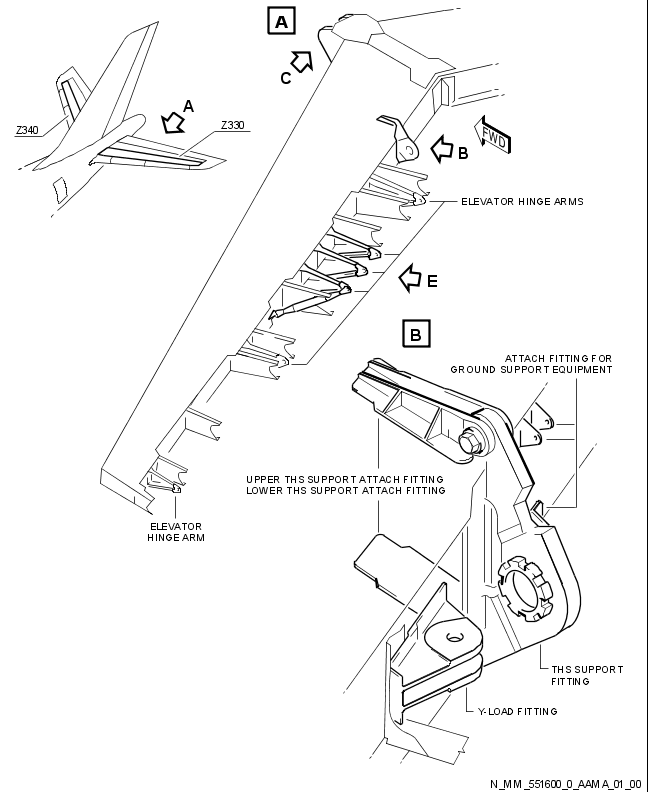 A
C
A
Z340
Z330
FWD
B
ELEVATOR HINGE ARMS
E
B
ATTACH FITTING FOR
GROUND SUPPORT EQUIPMENT
UPPER THS SUPPORT ATTACH FITTING
LOWER THS SUPPORT ATTACH FITTING
ELEVATOR
HINGE ARM
THS SUPPORT
FITTING
Y-LOAD FITTING
N_MM_551600_0_AAMA_01_00